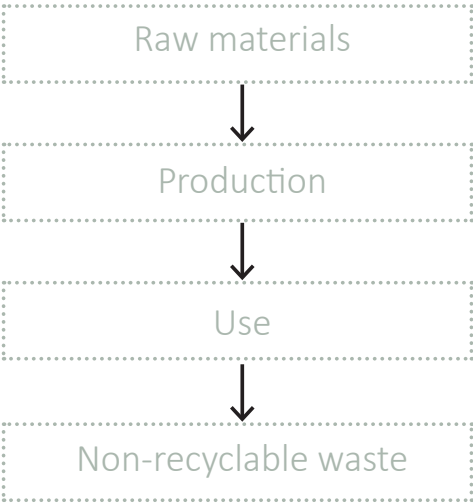 Raw materials
Production
Use
Non-recyclable waste